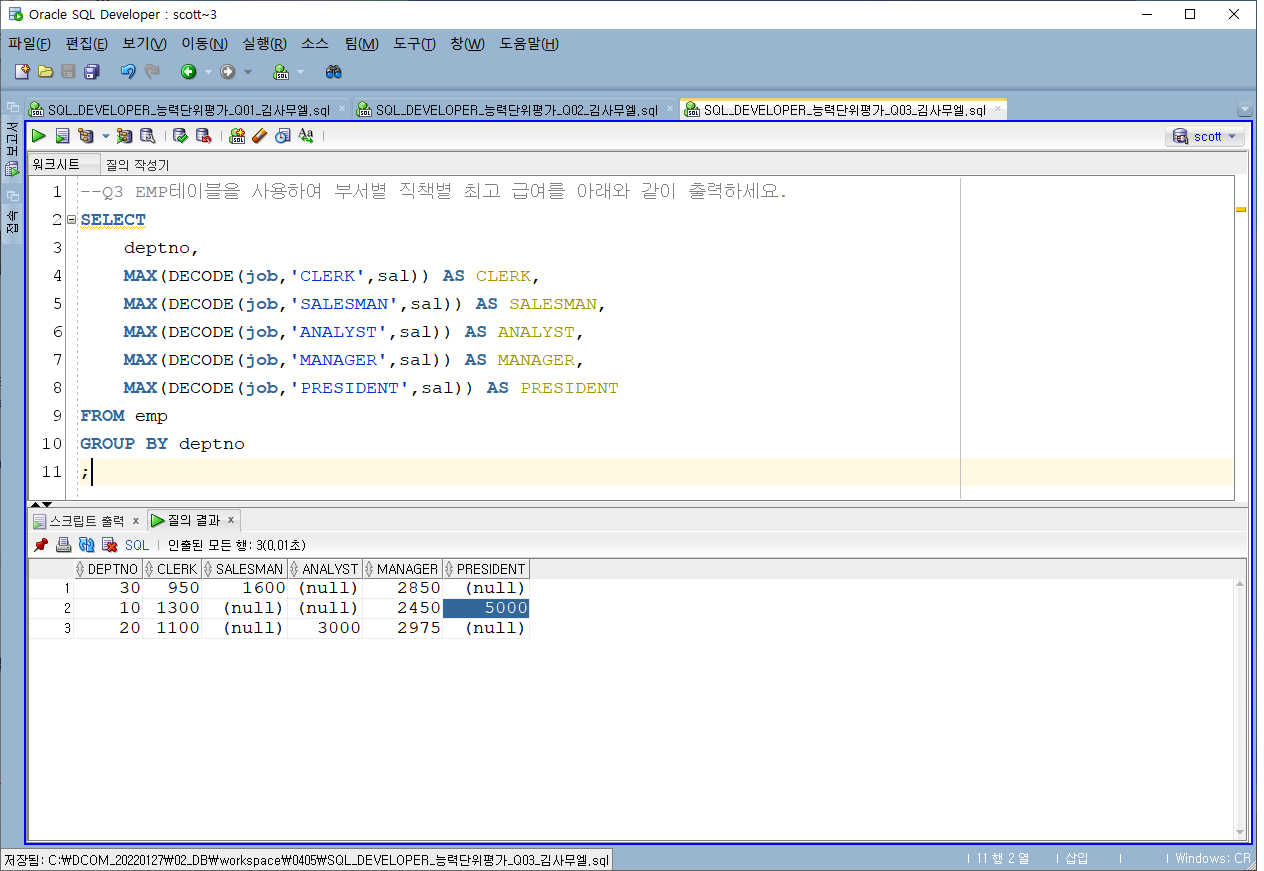 Oracle SQL Developer : scott~3
파일(F) 편집(E) 보기(V) 이동(N) 실행(R) 소스 팀(M) 도구(T) 창(W) 도움말(H)
SQL_DEVELOPER_능력단위평가_Q01_김사무엘.sql SQL_DEVELOPER_능력단위평가_Q02_김사무엘.sql SQL_DEVELOPER_능력단위평가_Q03_김사무엘.sql
scott
워크시트 질의 작성기
1 --Q3 EMP테이블을 사용하여 부서별 직책별 최고 급여를 아래와 같이 출력하세요.
2 SELECT
3 deptno,
4 MAX(DECODE(job,'CLERK',sal)) AS CLERK,
5 MAX(DECODE(job,'SALESMAN',sal)) AS SALESMAN,
6 MAX(DECODE(job,'ANALYST',sal)) AS ANALYST,
7 MAX(DECODE(job,'MANAGER',sal)) AS MANAGER,
8 MAX(DECODE(job,'PRESIDENT',sal)) AS PRESIDENT
9 FROM emp
10 GROUP BY deptno
11 ;
스크립트 출력 x 질의 결과 x
SQL | 인출된 모든 행: 3(0,01초)
DEPTNO CLERK SALESMAN ANALYST MANAGER PRESIDENT
1 30 950 1600 (null) 2850 (null)
2 10 1300 (null) (null) 2450 5000
3 20 1100 (null) 3000 2975 (null)
저장됨: C:₩DCOM_20220127₩02_DB₩workspace₩0405₩SQL_DEVELOPER_능력단위평가_Q03_김사무엘.sql
11 행 2 열 | 삽입 | | Windows: CR